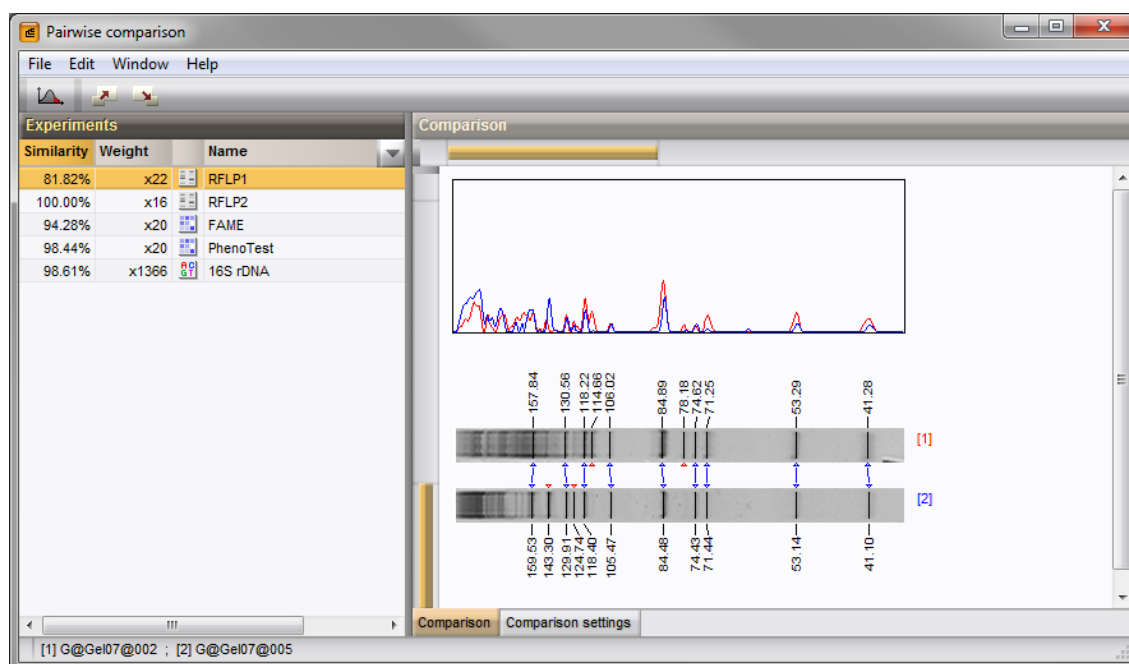 Pairwise comparison
File Edit Window Help
Experiments
Similarity Weight Name
81.82% x22 RFLP1
100.00% x16 RFLP2
94.28% x20 FAME
98.44% x20 PhenoTest
98.61% x1366 16S rDNA
Comparison
157.84 130.56 118.22 114.66 106.02 84.89 78.18 74.62 71.25 53.29 41.28
[1]
[2]
159.53 143.30 129.91 124.74 118.40 105.47 84.48 74.43 71.44 53.14 41.10
Comparison Comparison settings
[1] G@Gel07@002 ; [2] G@Gel07@005